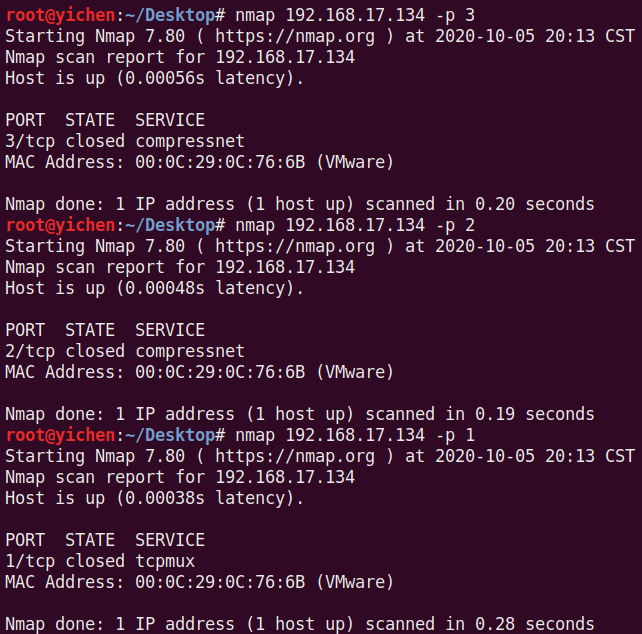 root@yichen:~/Desktop# nmap 192.168.17.134 -p 3
Starting Nmap 7.80 ( https://nmap.org ) at 2020-10-05 20:13 CST
Nmap scan report for 192.168.17.134
Host is up (0.00056s latency).

PORT  STATE  SERVICE
3/tcp closed compressnet
MAC Address: 00:0C:29:0C:76:6B (VMware)

Nmap done: 1 IP address (1 host up) scanned in 0.20 seconds
root@yichen:~/Desktop# nmap 192.168.17.134 -p 2
Starting Nmap 7.80 ( https://nmap.org ) at 2020-10-05 20:13 CST
Nmap scan report for 192.168.17.134
Host is up (0.00048s latency).

PORT  STATE  SERVICE
2/tcp closed compressnet
MAC Address: 00:0C:29:0C:76:6B (VMware)

Nmap done: 1 IP address (1 host up) scanned in 0.19 seconds
root@yichen:~/Desktop# nmap 192.168.17.134 -p 1
Starting Nmap 7.80 ( https://nmap.org ) at 2020-10-05 20:13 CST
Nmap scan report for 192.168.17.134
Host is up (0.00038s latency).

PORT  STATE  SERVICE
1/tcp closed tcpmux
MAC Address: 00:0C:29:0C:76:6B (VMware)

Nmap done: 1 IP address (1 host up) scanned in 0.28 seconds